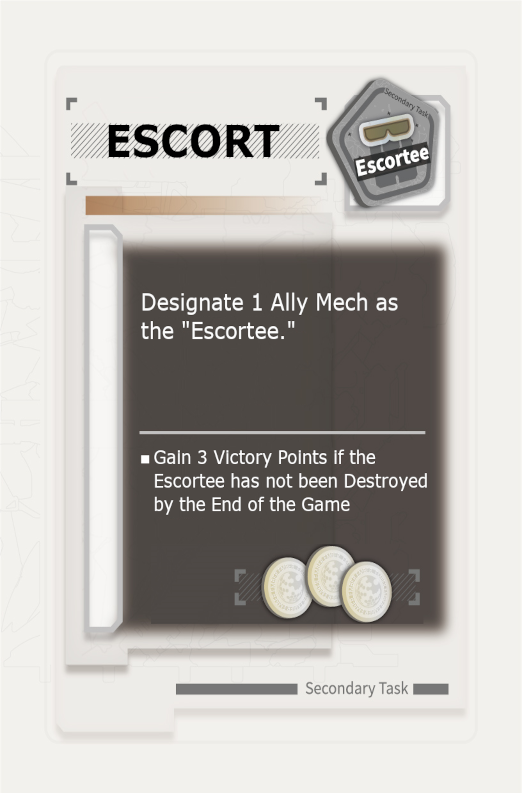 ESCORT
Secondary Task
Escortee
Designate 1 Ally Mech as
the "Escortee."
▪ Gain 3 Victory Points if the
Escortee has not been Destroyed
by the End of the Game
Secondary Task